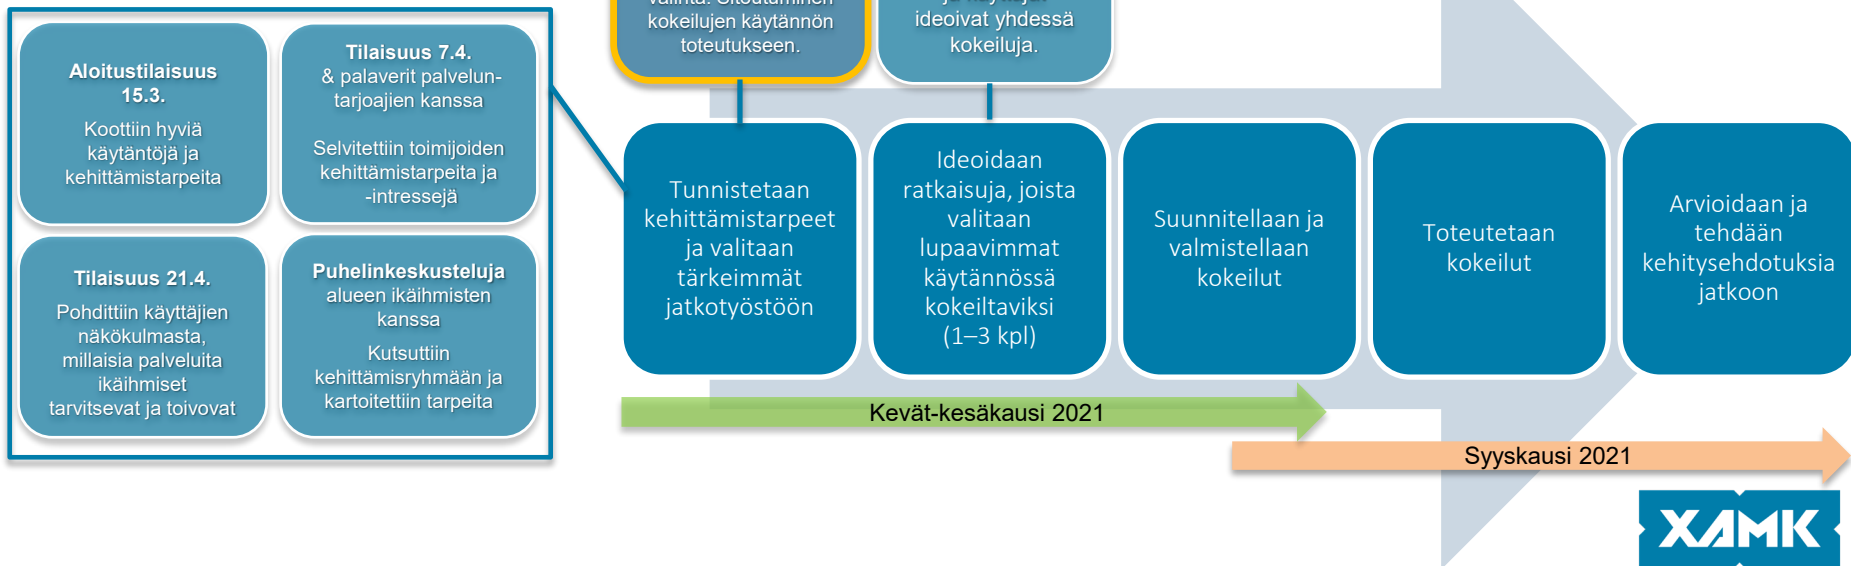 Aloitustilaisuus
15.3.
Koottiin hyviä
käytäntöjä ja
kehittämistarpeita
Tilaisuus 7.4.
& palaverit palvelun-
tarjoajien kanssa
Selvitettiin toimijoiden
kehittämistarpeita ja
-intressejä
Tilaisuus 21.4.
Pohdittiin käyttäjien
näkökulmasta,
millaisia palveluita
ikäihmiset
tarvitsevat ja toivovat
Puhelinkeskusteluja
alueen ikäihmisten
kanssa
Kutsuttiin
kehittämisryhmään ja
kartoitettiin tarpeita
valinta. Sitoutuminen
kokeilujen käytännön
toteutukseen.
ja käyttäjät
ideoivat yhdessä
kokeiluja.
Tunnistetaan
kehittämistarpeet
ja valitaan
tärkeimmät
jatkotyöstöön
Ideoidaan
ratkaisuja, joista
valitaan
lupaavimmat
käytännössä
kokeiltaviksi
(1–3 kpl)
Suunnitellaan ja
valmistellaan
kokeilut
Toteutetaan
kokeilut
Arvioidaan ja
tehdään
kehitysehdotuksia
jatkoon
Kevät-kesäkausi 2021
Syyskausi 2021
XAMK